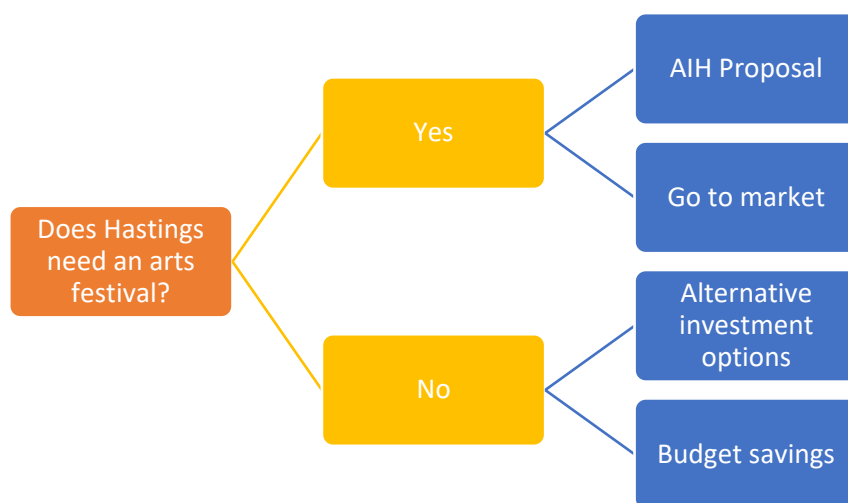 Does Hastings
need an arts
festival?
Yes
No
AIH Proposal
Go to market
Alternative
investment
options
Budget savings